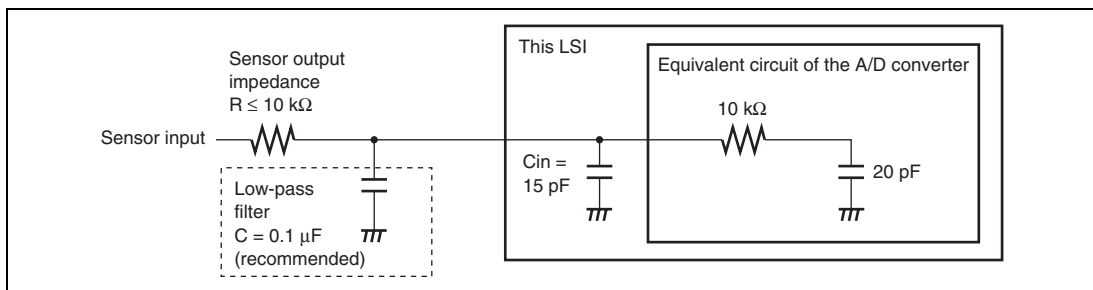 This LSI
Equivalent circuit of the A/D converter
Sensor output
impedance
R ≤ 10 kΩ
10 kΩ
Sensor input
Cin =
15 pF
20 pF
Low-pass
filter
C = 0.1 μF
(recommended)